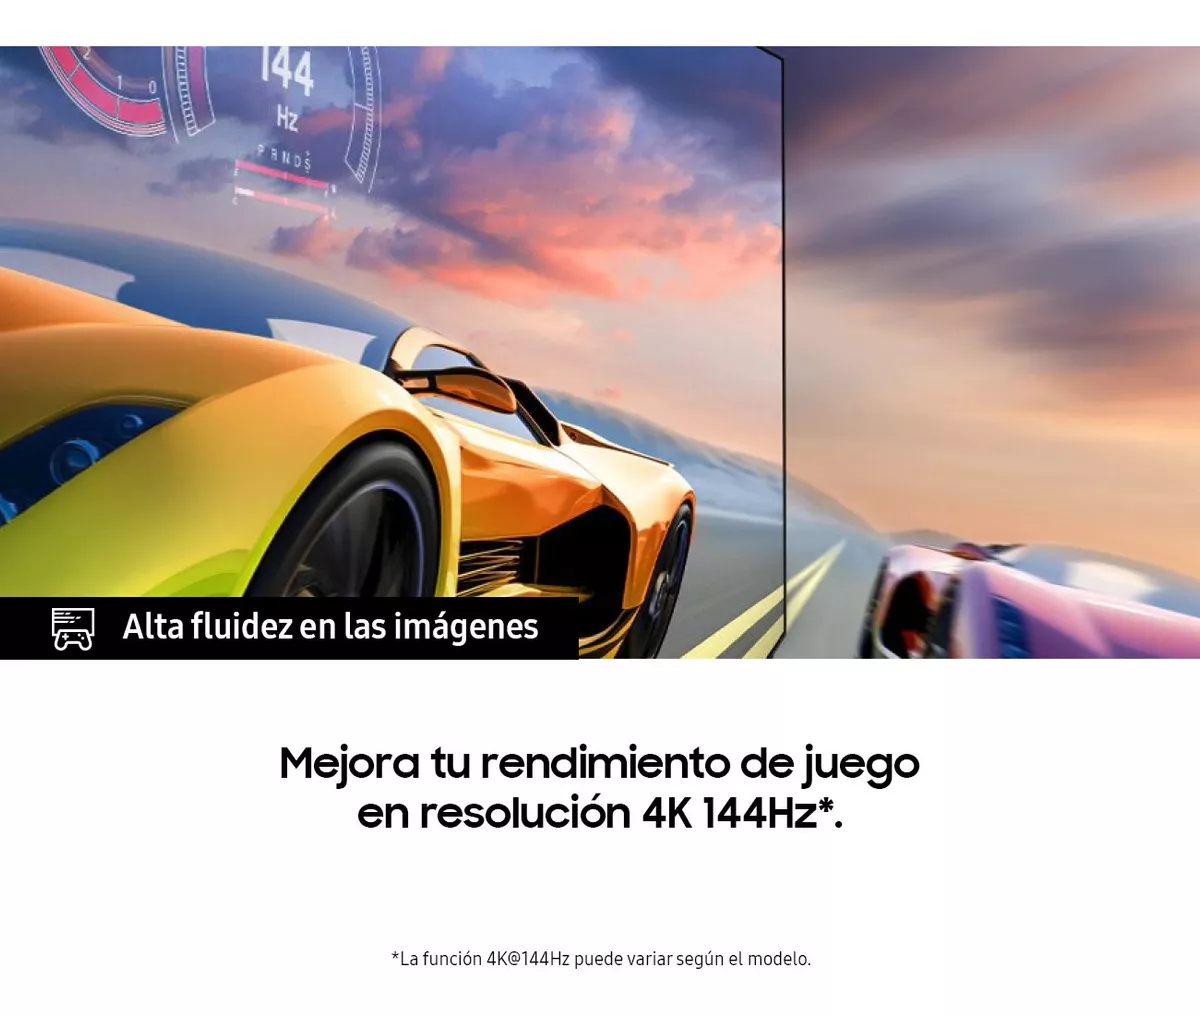 2
1
0
144
Hz
P R N D S
Alta fluidez en las imágenes
Mejora tu rendimiento de juego
en resolución 4K 144Hz*.
*La función 4K@144Hz puede variar según el modelo.